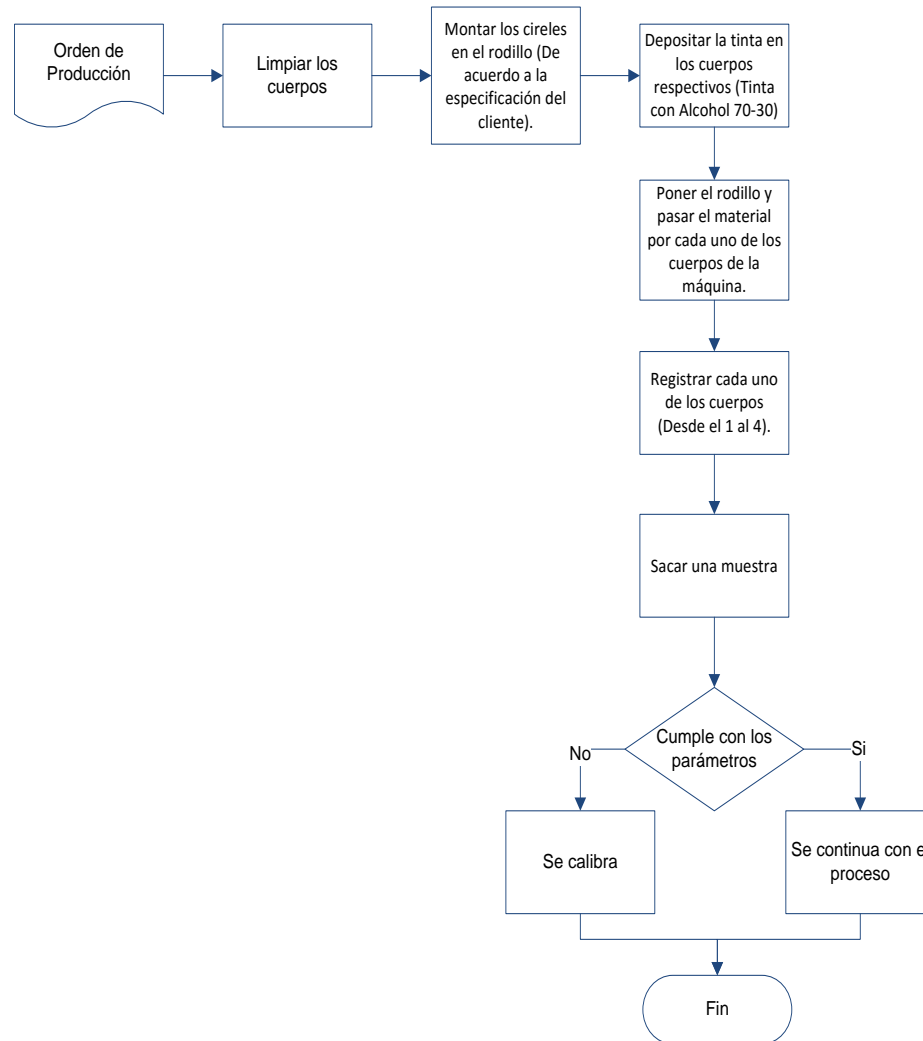 Orden de
Producción
Limpiar los
cuerpos
Montar los cireles
en el rodillo (De
acuerdo a la
especificación del
cliente).
Depositar la tinta en
los cuerpos
respectivos (Tinta
con Alcohol 70-30)
Poner el rodillo y
pasar el material
por cada uno de los
cuerpos de la
máquina.
Registrar cada uno
de los cuerpos
(Desde el 1 al 4).
Sacar una muestra
Cumple con los
parámetros
No
Si
Se calibra
Se continua con e
proceso
Fin